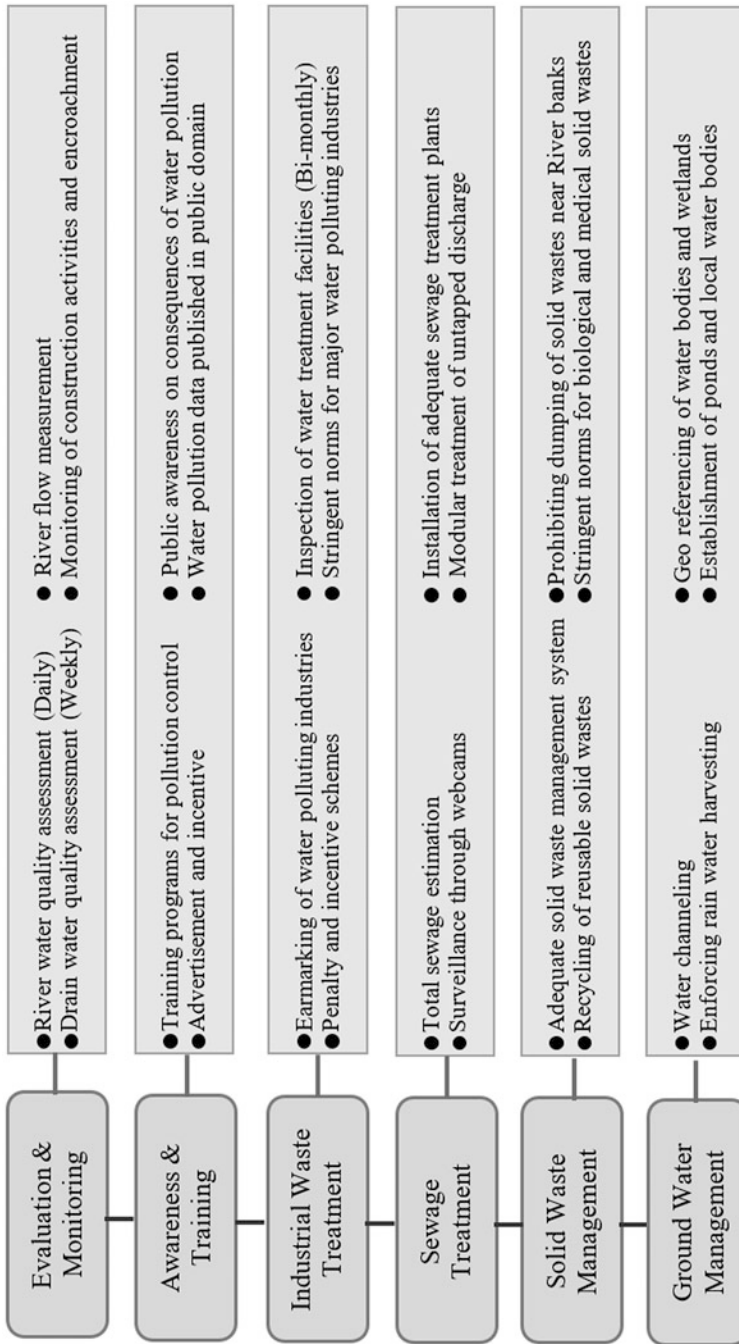 Evaluation &
Monitoring
●River water quality assessment (Daily)
●Drain water quality assessment (Weekly)
● River flow measurement
● Monitoring of construction activities and encroachment
Awareness &
Training
●Training programs for pollution control
●Advertisement and incentive
● Public awareness on consequences of water pollution
● Water pollution data published in public domain
Industrial Waste
Treatment
●Earmarking of water polluting industries
●Penalty and incentive schemes
● Inspection of water treatment facilities (Bi-monthly)
● Stringent norms for major water polluting industries
Sewage
Treatment
●Total sewage estimation
●Surveillance through webcams
● Installation of adequate sewage treatment plants
● Modular treatment of untapped discharge
Solid Waste
Management
●Adequate solid waste management system
●Recycling of reusable solid wastes
●Prohibiting dumping of solid wastes near River banks
●Stringent norms for biological and medical solid wastes
Ground Water
Management
●Water channeling
●Enforcing rain water harvesting
● Geo referencing of water bodies and wetlands
● Establishment of ponds and local water bodies